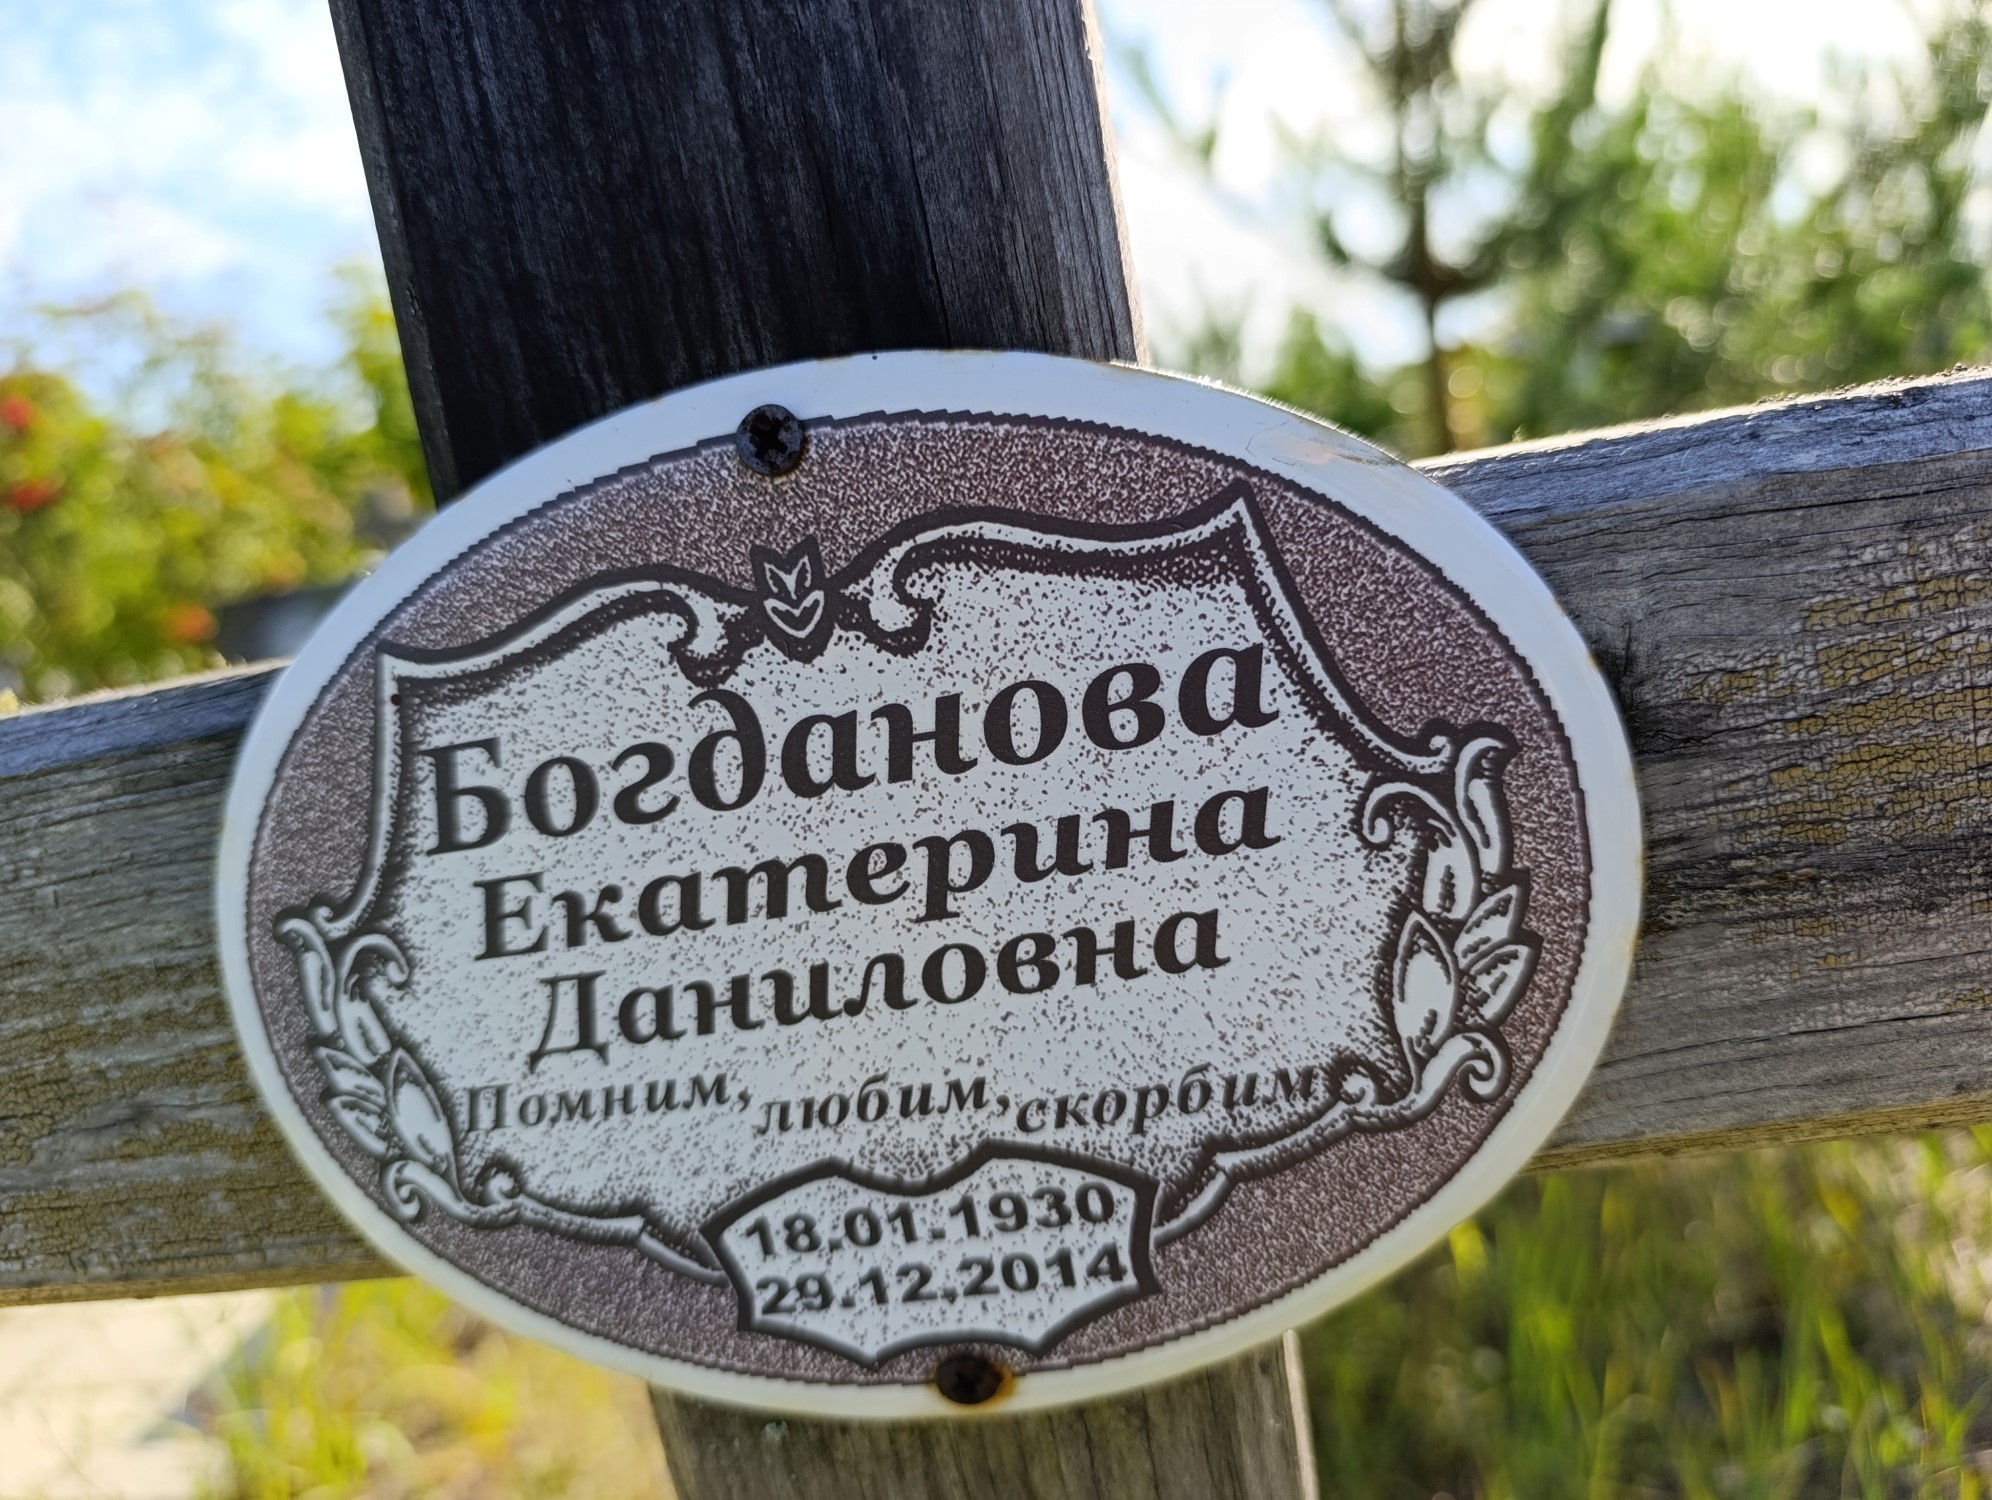 Богданова
Екатерина
Даниловна
Помним, любим, скорбим
18.01.1930
29.12.2014